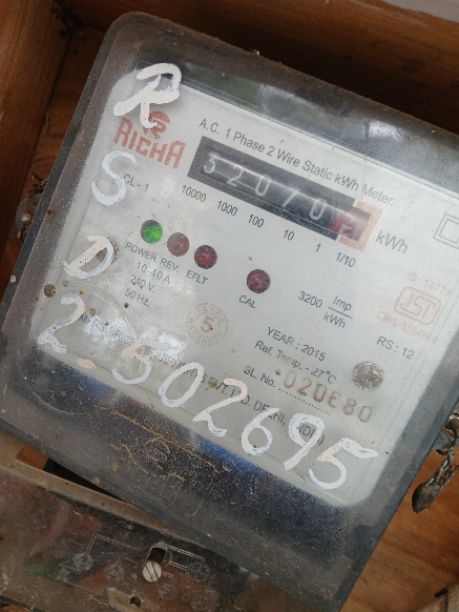 R
RICHA
A.C. 1 Phase 2 Wire Static kWh Meter
S
CL - 1
32070
kWh
10000 1000 100 10 1 1/10
POWER REV. EFLT
CAL
3200 Imp/kWh
10-40 A
240 V
50 Hz.
D
5
YEAR : 2015
RS : 12
Ref. Temp. - 27°C
SL. No. 020680
2-502695